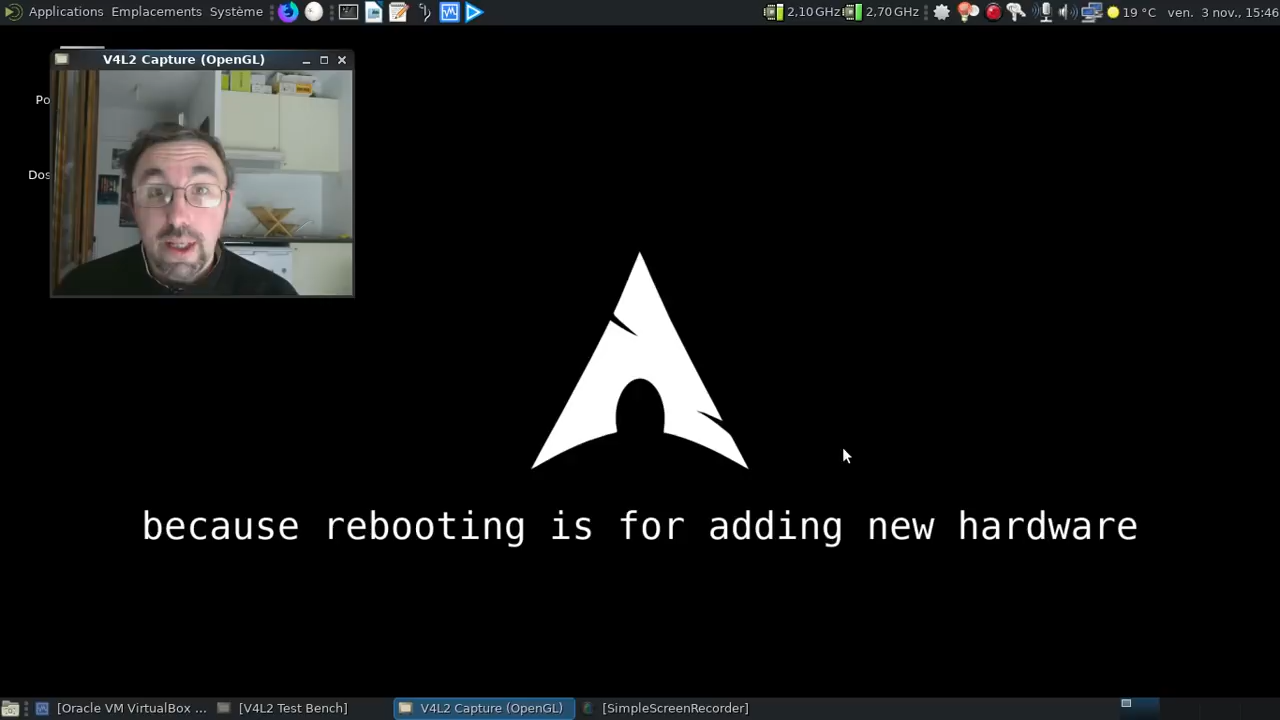 Applications Emplacements Système 2,10 GHz 2,70 GHz 19 °C ven. 3 nov., 15:46
V4L2 Capture (OpenGL)
Po
Dos
because rebooting is for adding new hardware
[Oracle VM VirtualBox ... [V4L2 Test Bench] V4L2 Capture (OpenGL) [SimpleScreenRecorder]